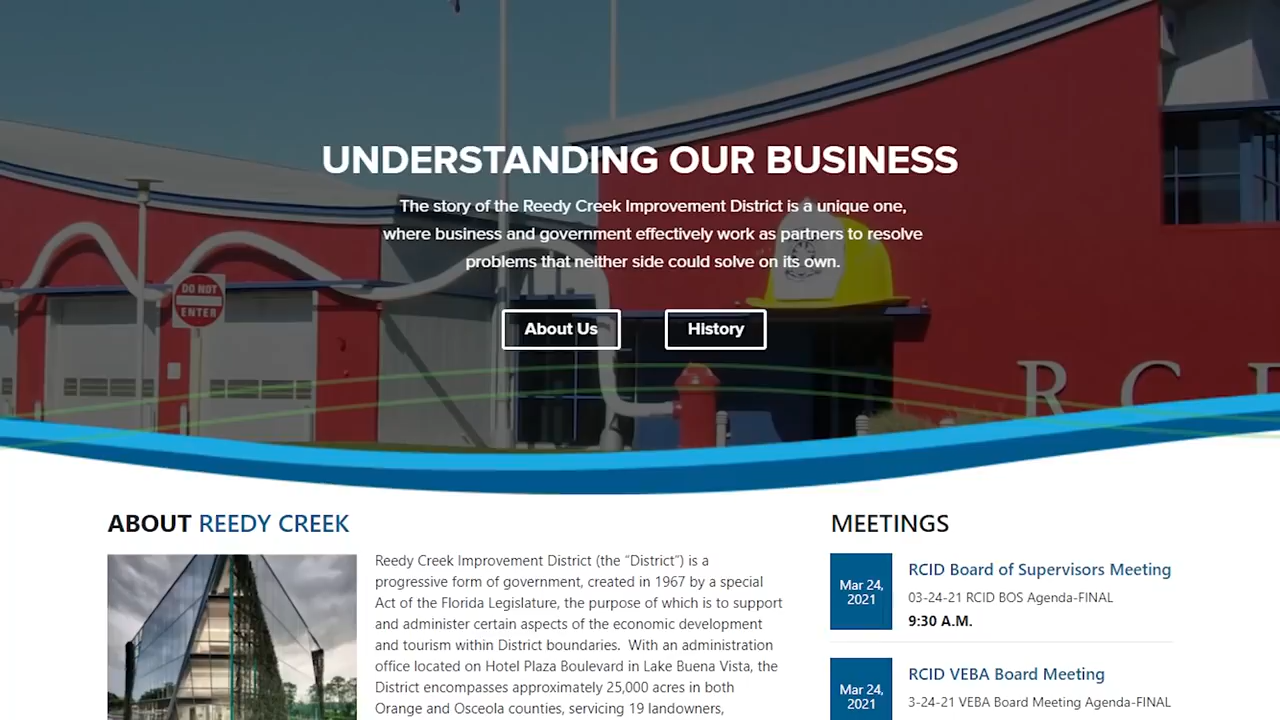 UNDERSTANDING OUR BUSINESS
The story of the Reedy Creek Improvement District is a unique one,
where business and government effectively work as partners to resolve
problems that neither side could solve on its own.
DO NOT
ENTER
About Us
History
R C
ABOUT REEDY CREEK
Reedy Creek Improvement District (the “District”) is a
progressive form of government, created in 1967 by a special
Act of the Florida Legislature, the purpose of which is to support
and administer certain aspects of the economic development
and tourism within District boundaries.  With an administration
office located on Hotel Plaza Boulevard in Lake Buena Vista, the
District encompasses approximately 25,000 acres in both
Orange and Osceola counties, servicing 19 landowners,
MEETINGS
Mar 24,
2021
RCID Board of Supervisors Meeting
03-24-21 RCID BOS Agenda-FINAL
9:30 A.M.
Mar 24,
2021
RCID VEBA Board Meeting
3-24-21 VEBA Board Meeting Agenda-FINAL